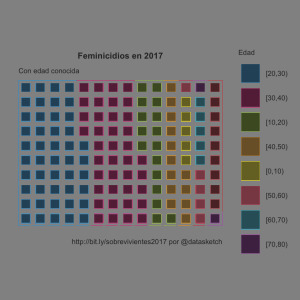 Feminicidios en 2017
Con edad conocida
Edad
[20,30)
[30,40)
[10,20)
[40,50)
[0,10)
[50,60)
[60,70)
[70,80)
http://bit.ly/sobrevivientes2017 por @datasketch